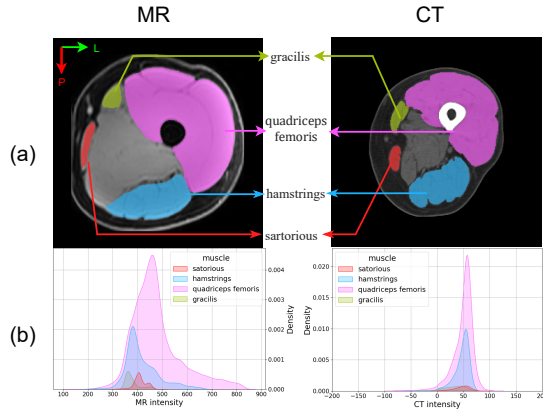 MR
CT
(a)
L
P
gracilis
quadriceps
femoris
hamstrings
sartorious
(b)
muscle
satorious
hamstrings
quadriceps femoris
gracilis
0.004
0.003
0.002
0.001
0.000
Density
100 200 300 400 500 600 700 800 900
MR intensity
muscle
satorious
hamstrings
quadriceps femoris
gracilis
0.020
0.015
0.010
0.005
0.000
Density
−200 −150 −100 −50 0 50 100 150 200
CT intensity